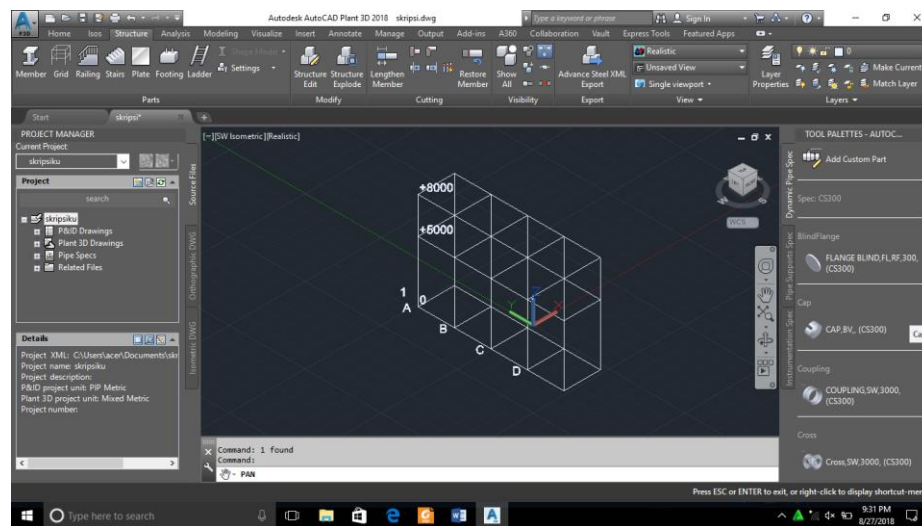 Autodesk AutoCAD Plant 3D 2018 skripsi.dwg
Type a keyword or phrase
Sign In
P3D
Home Isos Structure Analysis Modeling Visualize Insert Annotate Manage Output Add-ins A360 Collaboration Vault Express Tools Featured Apps
Member Grid Railing Stairs Plate Footing Ladder
Settings
Structure Edit
Structure Explode
Lengthen Member
Restore Member
Show All
Advance Steel XML Export
Realistic
Unsaved View
Single viewport
Layer Properties
0
Make Current
Match Layer
Parts Modify Cutting Visibility Export View Layers
Start skripsi*
PROJECT MANAGER
Current Project:
skripsiku
Project
search
skripsiku
P&ID Drawings
Plant 3D Drawings
Pipe Specs
Related Files
Details
Project XML: C:\Users\acer\Documents\skr
Project name: skripsiku
Project description:
P&ID project unit: PIP Metric
Plant 3D project unit: Mixed Metric
Project number:
Source Files
Orthographic DWG
Isometric DWG
[−][SW Isometric][Realistic]
+8000
+5000
1 0
A
B
C
D
Y
X
WCS
Command: 1 found
Command:
PAN
TOOL PALETTES - AUTOC...
Dynamic Pipe Spec
Pipe Supports Spec
Instrumentation Spec
Add Custom Part
Spec: CS300
BlindFlange
FLANGE BLIND,FL,RF,300, (CS300)
Cap
CAP,BV,, (CS300)
Ca
Coupling
COUPLING,SW,3000, (CS300)
Cross
Cross,SW,3000, (CS300)
Press ESC or ENTER to exit, or right-click to display shortcut-men
Type here to search
9:31 PM
8/27/2018